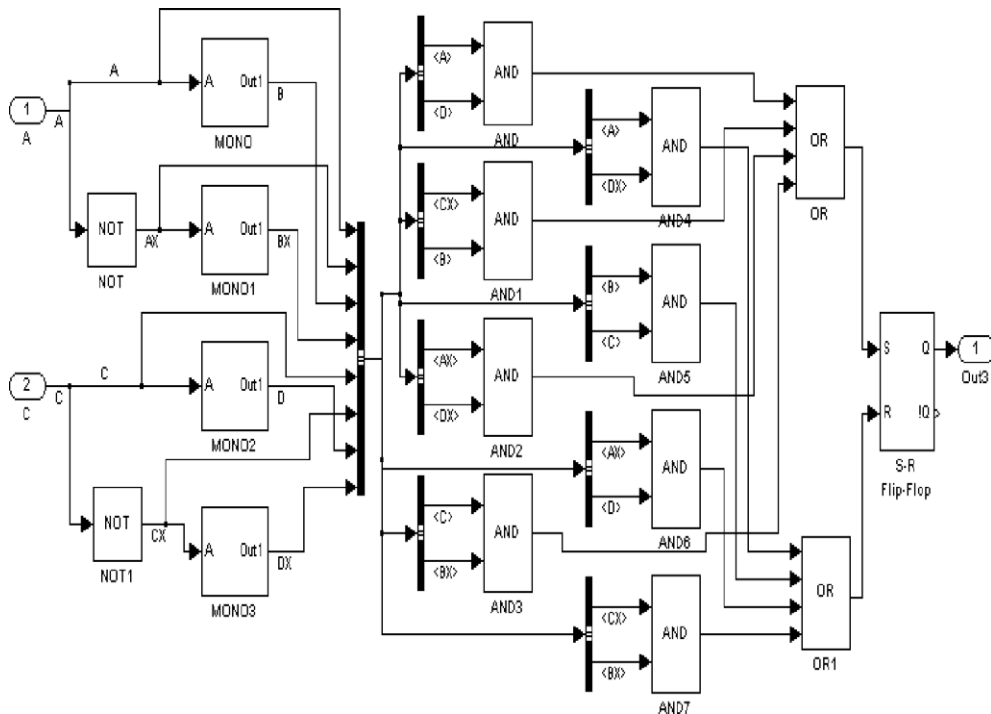 1
A
A
A
A
Out1
B
MONO
NOT
NOT
AX
A
Out1
BX
MONO1
2
C
C
C
A
Out1
D
MONO2
NOT
NOT1
CX
A
Out1
DX
MONO3
<A>
<D>
AND
AND
<A>
<DX>
AND
AND4
<CX>
<B>
AND
AND1
<B>
<C>
AND
AND5
<AX>
<DX>
AND
AND2
<AX>
<D>
AND
AND6
<C>
<BX>
AND
AND3
<CX>
<BX>
AND
AND7
OR
OR
OR
OR1
S
Q
R
!Q
S-R
Flip-Flop
1
Out3